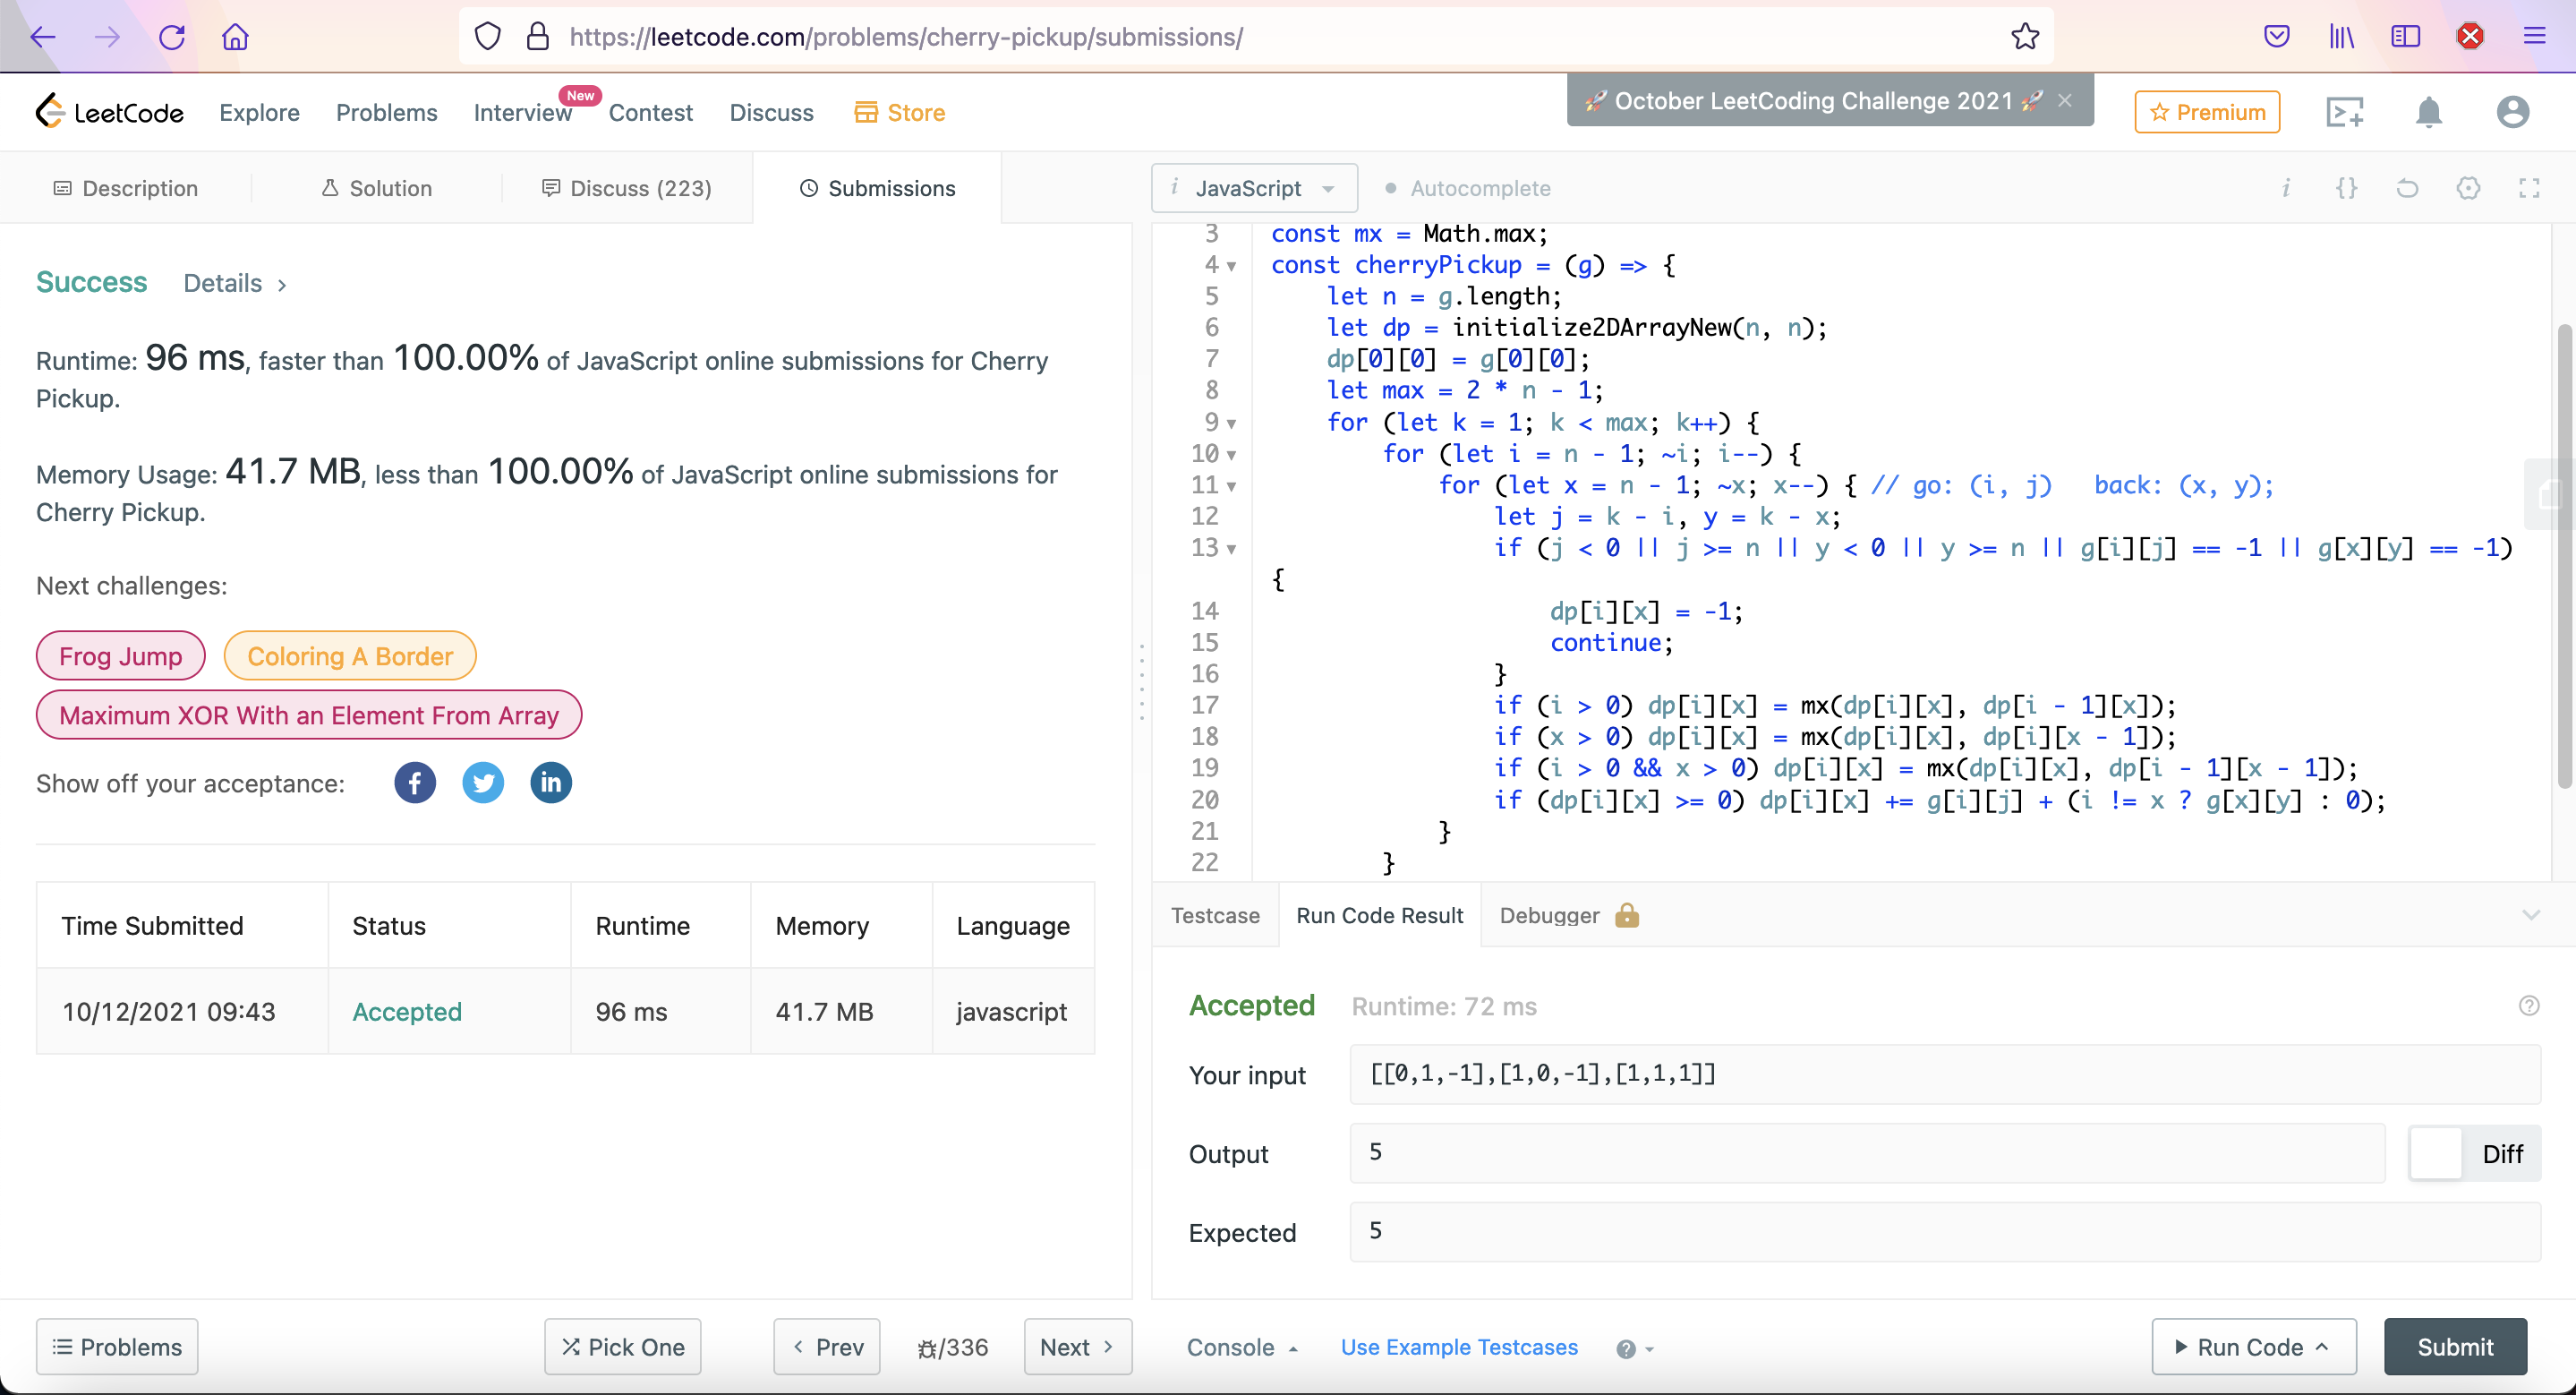 https://leetcode.com/problems/cherry-pickup/submissions/
LeetCode
Explore
Problems
Interview
New
Contest
Discuss
Store
🚀 October LeetCoding Challenge 2021 🚀 ×
Premium
Description
Solution
Discuss (223)
Submissions
i JavaScript
Autocomplete
Success Details >
Runtime: 96 ms, faster than 100.00% of JavaScript online submissions for Cherry
Pickup.
Memory Usage: 41.7 MB, less than 100.00% of JavaScript online submissions for
Cherry Pickup.
Next challenges:
Frog Jump
Coloring A Border
Maximum XOR With an Element From Array
Show off your acceptance:
Time Submitted Status Runtime Memory Language
10/12/2021 09:43 Accepted 96 ms 41.7 MB javascript
3 const mx = Math.max;
4 const cherryPickup = (g) => {
5 let n = g.length;
6 let dp = initialize2DArrayNew(n, n);
7 dp[0][0] = g[0][0];
8 let max = 2 * n - 1;
9 for (let k = 1; k < max; k++) {
10 for (let i = n - 1; ~i; i--) {
11 for (let x = n - 1; ~x; x--) { // go: (i, j)   back: (x, y);
12 let j = k - i, y = k - x;
13 if (j < 0 || j >= n || y < 0 || y >= n || g[i][j] == -1 || g[x][y] == -1)
{
14 dp[i][x] = -1;
15 continue;
16 }
17 if (i > 0) dp[i][x] = mx(dp[i][x], dp[i - 1][x]);
18 if (x > 0) dp[i][x] = mx(dp[i][x], dp[i][x - 1]);
19 if (i > 0 && x > 0) dp[i][x] = mx(dp[i][x], dp[i - 1][x - 1]);
20 if (dp[i][x] >= 0) dp[i][x] += g[i][j] + (i != x ? g[x][y] : 0);
21 }
22 }
Testcase
Run Code Result
Debugger
Accepted Runtime: 72 ms
Your input [[0,1,-1],[1,0,-1],[1,1,1]]
Output 5
Diff
Expected 5
Problems
Pick One
Prev
/336
Next
Console
Use Example Testcases
Run Code
Submit